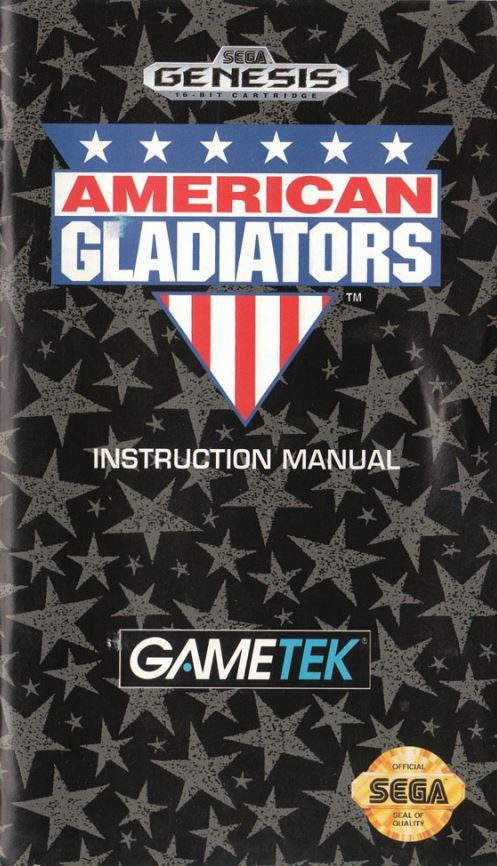 SEGA
GENESIS
16-BIT CARTRIDGE
AMERICAN
GLADIATORS
TM
INSTRUCTION MANUAL
GAMETEK®
OFFICIAL
SEGA
SEAL OF
QUALITY